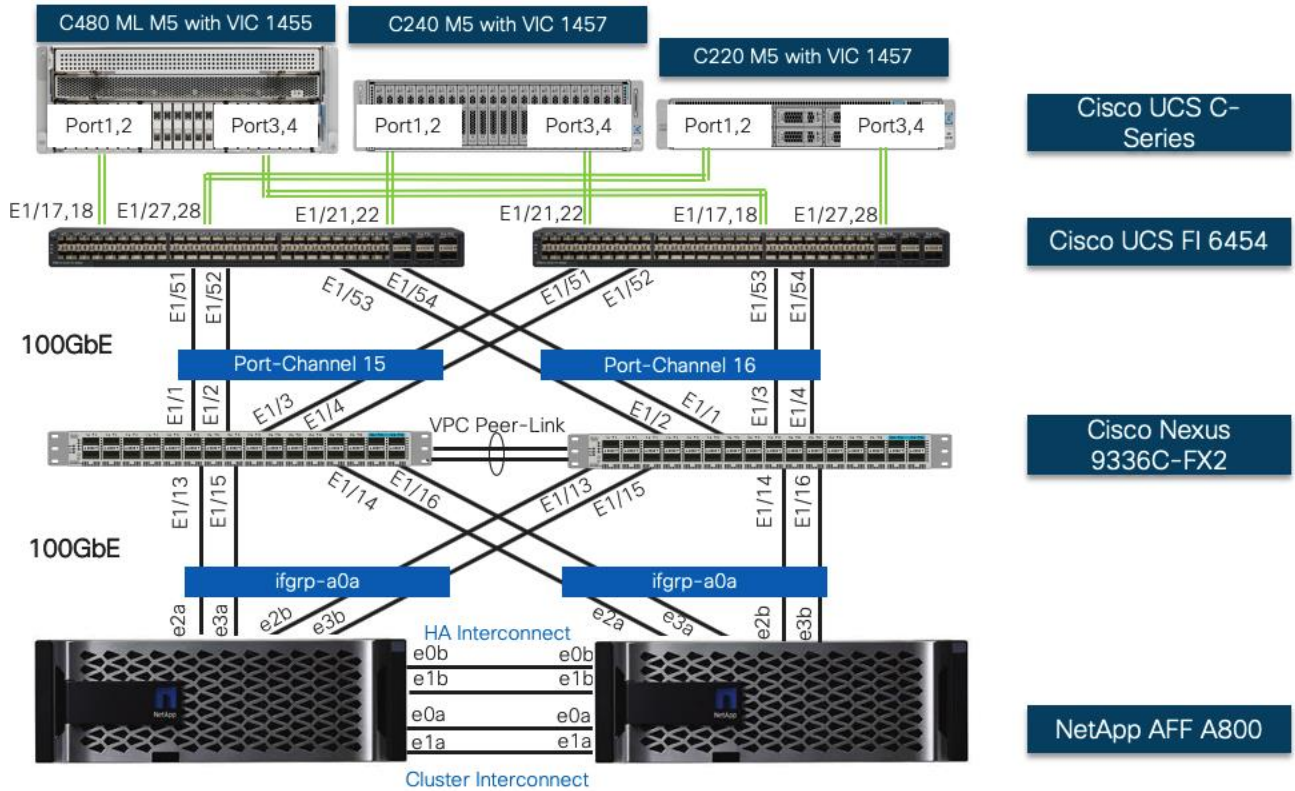 C480 ML M5 with VIC 1455
C240 M5 with VIC 1457
C220 M5 with VIC 1457
Port1,2
Port3,4
Port1,2
Port3,4
Port1,2
Port3,4
Cisco UCS C-
Series
E1/17,18
E1/27,28
E1/21,22
E1/21,22
E1/17,18
E1/27,28
Cisco UCS FI 6454
E1/51
E1/52
E1/53
E1/54
E1/51
E1/52
E1/53
E1/54
100GbE
Port-Channel 15
Port-Channel 16
E1/1
E1/2
E1/3
E1/4
E1/2
E1/1
E1/3
E1/4
VPC Peer-Link
Cisco Nexus
9336C-FX2
E1/13
E1/15
E1/14
E1/16
E1/13
E1/15
E1/14
E1/16
100GbE
ifgrp-a0a
ifgrp-a0a
e2a
e3a
e2b
e3b
e2a
e3a
e2b
e3b
HA Interconnect
e0b
e0b
e1b
e1b
e0a
e0a
e1a
e1a
Cluster Interconnect
NetApp
NetApp
NetApp AFF A800